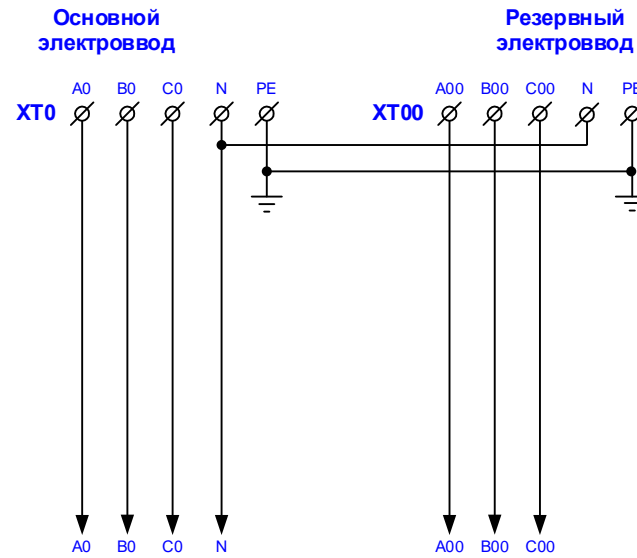 Основной
электроввод
Резервный
электроввод
A0 B0 C0 N PE
XT0
A00 B00 C00 N PE
XT00
A0 B0 C0 N
A00 B00 C00